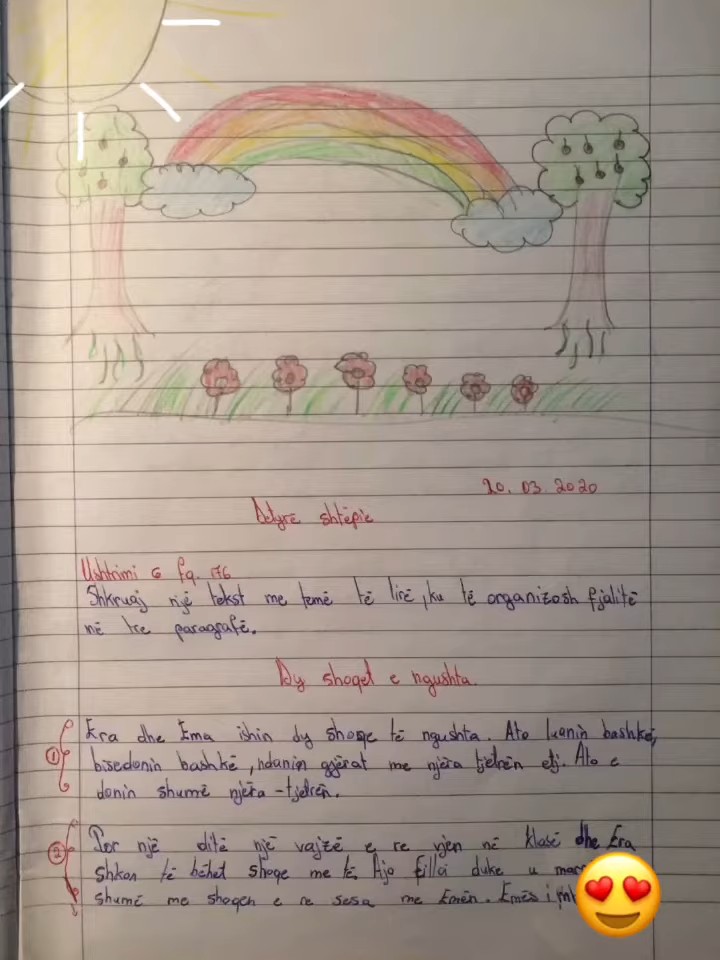 20. 03. 2020
Detyrë shtëpie
Ushtrimi 6 fq. 176
Shkruaj një tekst me temë të lirë, ku të organizosh fjalitë
në tre paragrafë.
Dy shoqet e ngushta.
1 Era dhe Ema ishin dy shoqe të ngushta. Ato luanin bashkë,
bisedonin bashkë, ndanin gjërat me njëra tjetrën etj. Ato e
donin shumë njëra-tjetrën.
2 Por një ditë një vajzë e re vjen në klasë dhe Era
shkon të bëhet shoqe me të. Ajo filloi duke u
shumë me shoqen e re sesa me Emën. Emës i